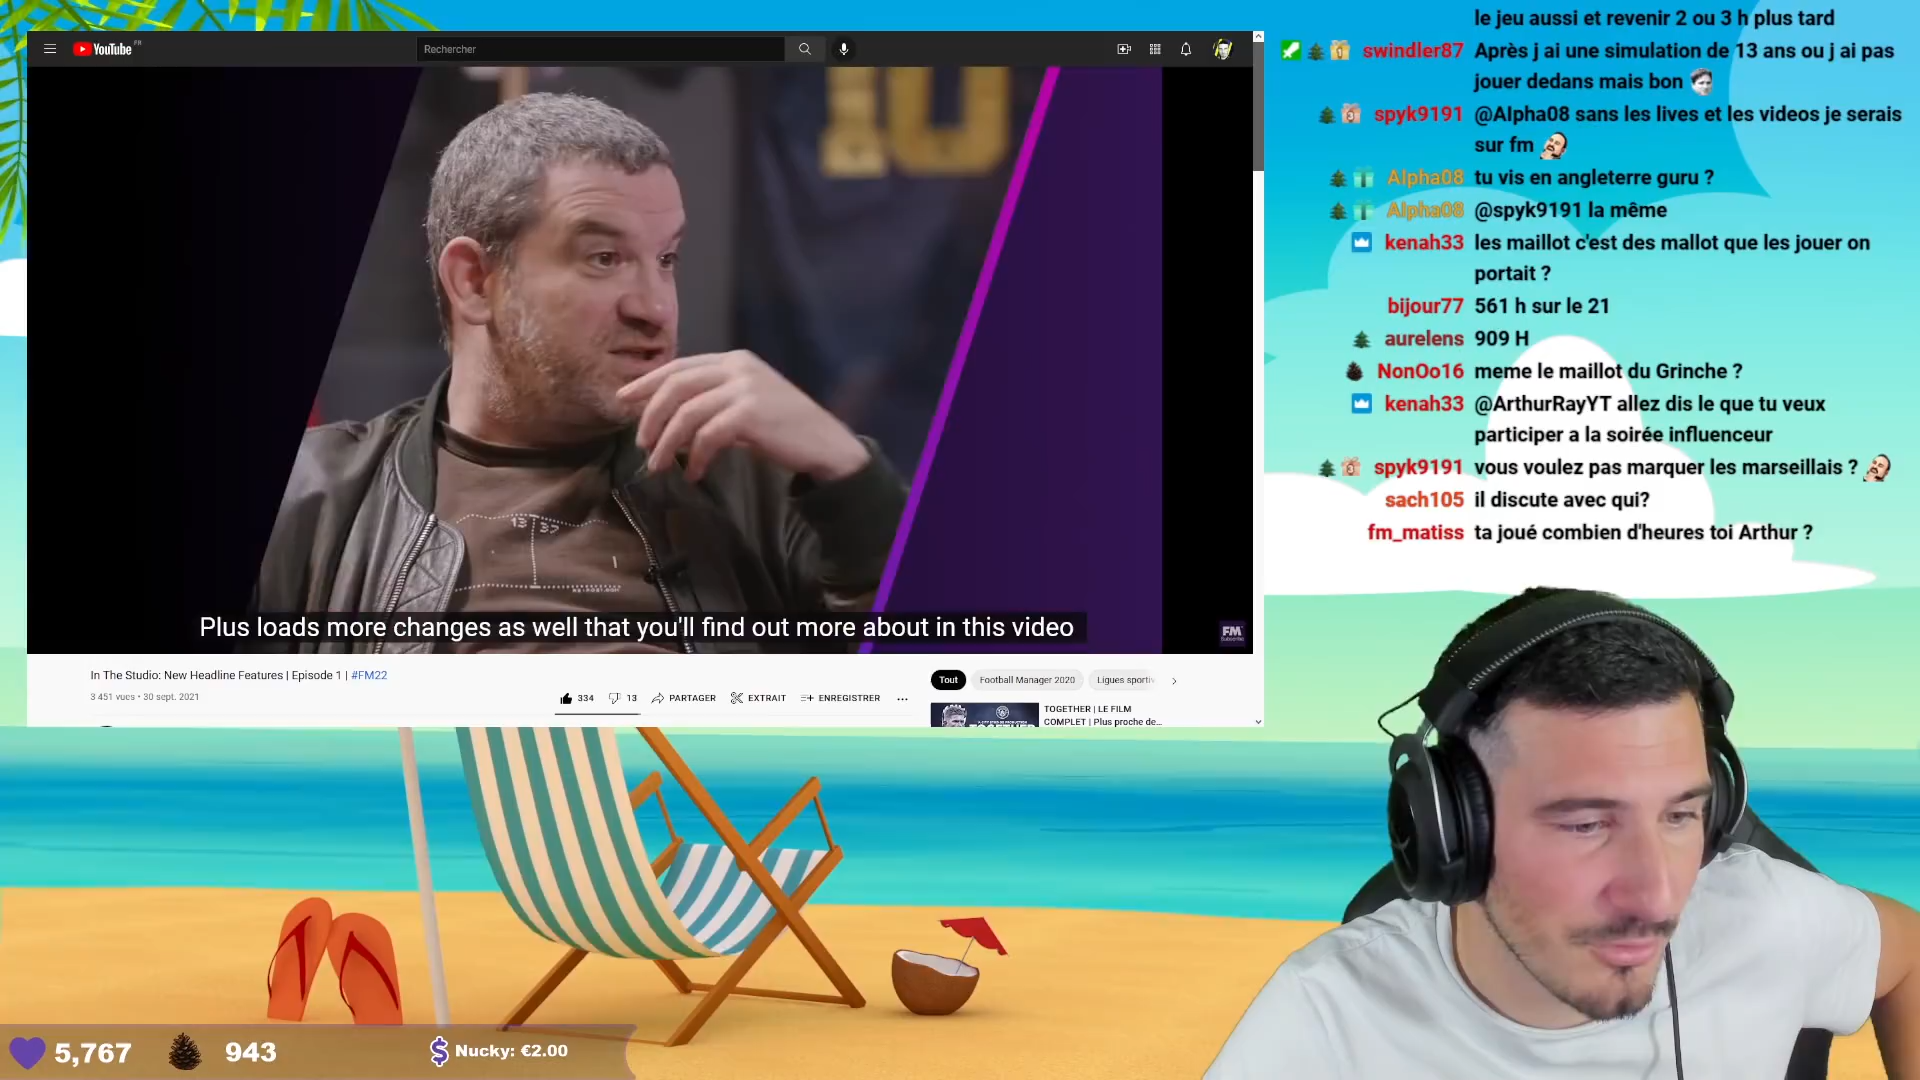 YouTube FR
Rechercher
10
13 37
Plus loads more changes as well that you'll find out more about in this video
FM
Subscribe
In The Studio: New Headline Features | Episode 1 | #FM22
3 451 vues • 30 sept. 2021
334
13
PARTAGER
EXTRAIT
ENREGISTRER
Tout
Football Manager 2020
Ligues sportiv
TOGETHER | LE FILM
COMPLET | Plus proche de...
le jeu aussi et revenir 2 ou 3 h plus tard
swindler87 Après j ai une simulation de 13 ans ou j ai pas
jouer dedans mais bon
spyk9191 @Alpha08 sans les lives et les videos je serais
sur fm
Alpha08 tu vis en angleterre guru ?
Alpha08 @spyk9191 la même
kenah33 les maillot c'est des mallot que les jouer on
portait ?
bijour77 561 h sur le 21
aurelens 909 H
NonOo16 meme le maillot du Grinche ?
kenah33 @ArthurRayYT allez dis le que tu veux
participer a la soirée influenceur
spyk9191 vous voulez pas marquer les marseillais ?
sach105 il discute avec qui?
fm_matiss ta joué combien d'heures toi Arthur ?
5,767
943
$ Nucky: €2.00